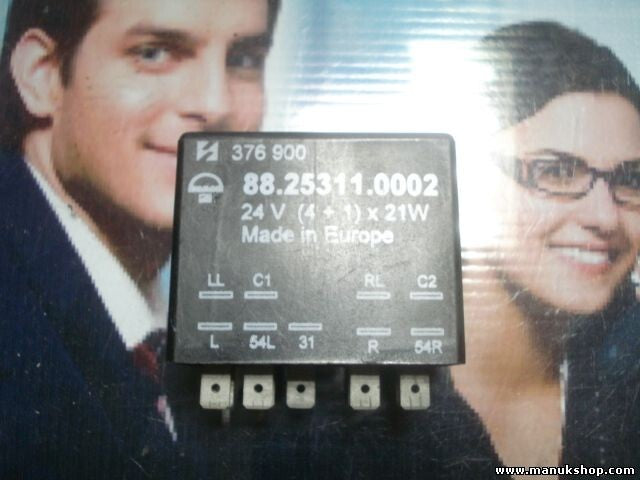 376 900
88.25311.0002
24 V (4 + 1) x 21W
Made in Europe
LL C1 RL C2
L 54L 31 R 54R
www.manukshop.com